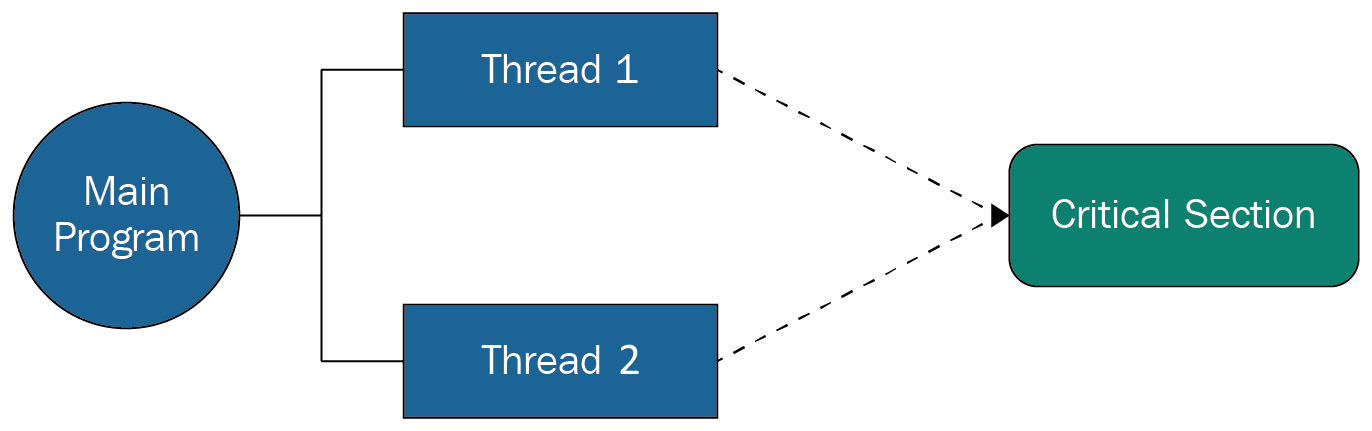 Thread 1
Main
Program
Critical Section
Thread 2